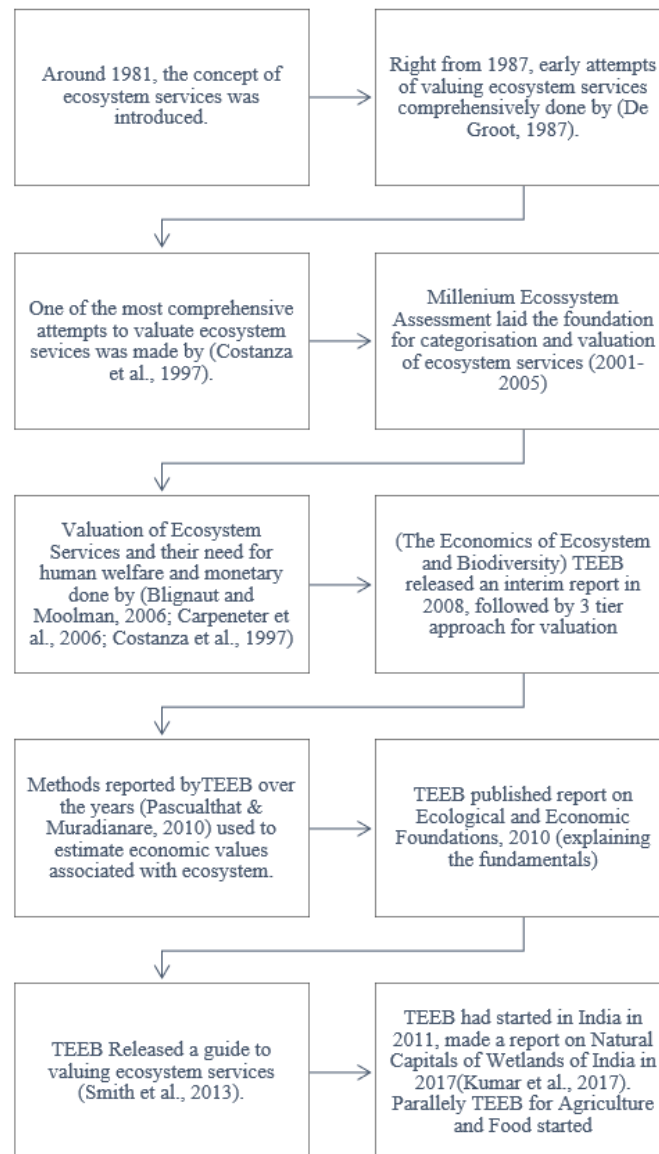 Around 1981, the concept of
ecosystem services was
introduced.
Right from 1987, early attempts
of valuing ecosystem services
comprehensively done by (De
Groot, 1987).
One of the most comprehensive
attempts to valuate ecosystem
sevices was made by (Costanza
et al., 1997).
Millenium Ecossystem
Assessment laid the foundation
for categorisation and valuation
of ecosystem services (2001-
2005)
Valuation of Ecosystem
Services and their need for
human welfare and monetary
done by (Blignaut and
Moolman, 2006; Carpeneter et
al., 2006; Costanza et al., 1997)
(The Economics of Ecosystem
and Biodiversity) TEEB
released an interim report in
2008, followed by 3 tier
approach for valuation
Methods reported byTEEB over
the years (Pascualthat &
Muradianare, 2010) used to
estimate economic values
associated with ecosystem.
TEEB published report on
Ecological and Economic
Foundations, 2010 (explaining
the fundamentals)
TEEB Released a guide to
valuing ecosystem services
(Smith et al., 2013).
TEEB had started in India in
2011, made a report on Natural
Capitals of Wetlands of India in
2017(Kumar et al., 2017).
Parallely TEEB for Agriculture
and Food started